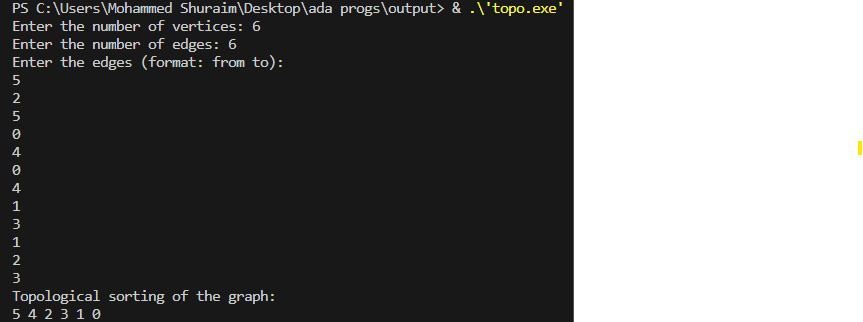 PS C:\Users\Mohammed Shuraim\Desktop\ada progs\output> & .\'topo.exe'
Enter the number of vertices: 6
Enter the number of edges: 6
Enter the edges (format: from to):
5
2
5
0
4
0
4
1
3
1
2
3
Topological sorting of the graph:
5 4 2 3 1 0